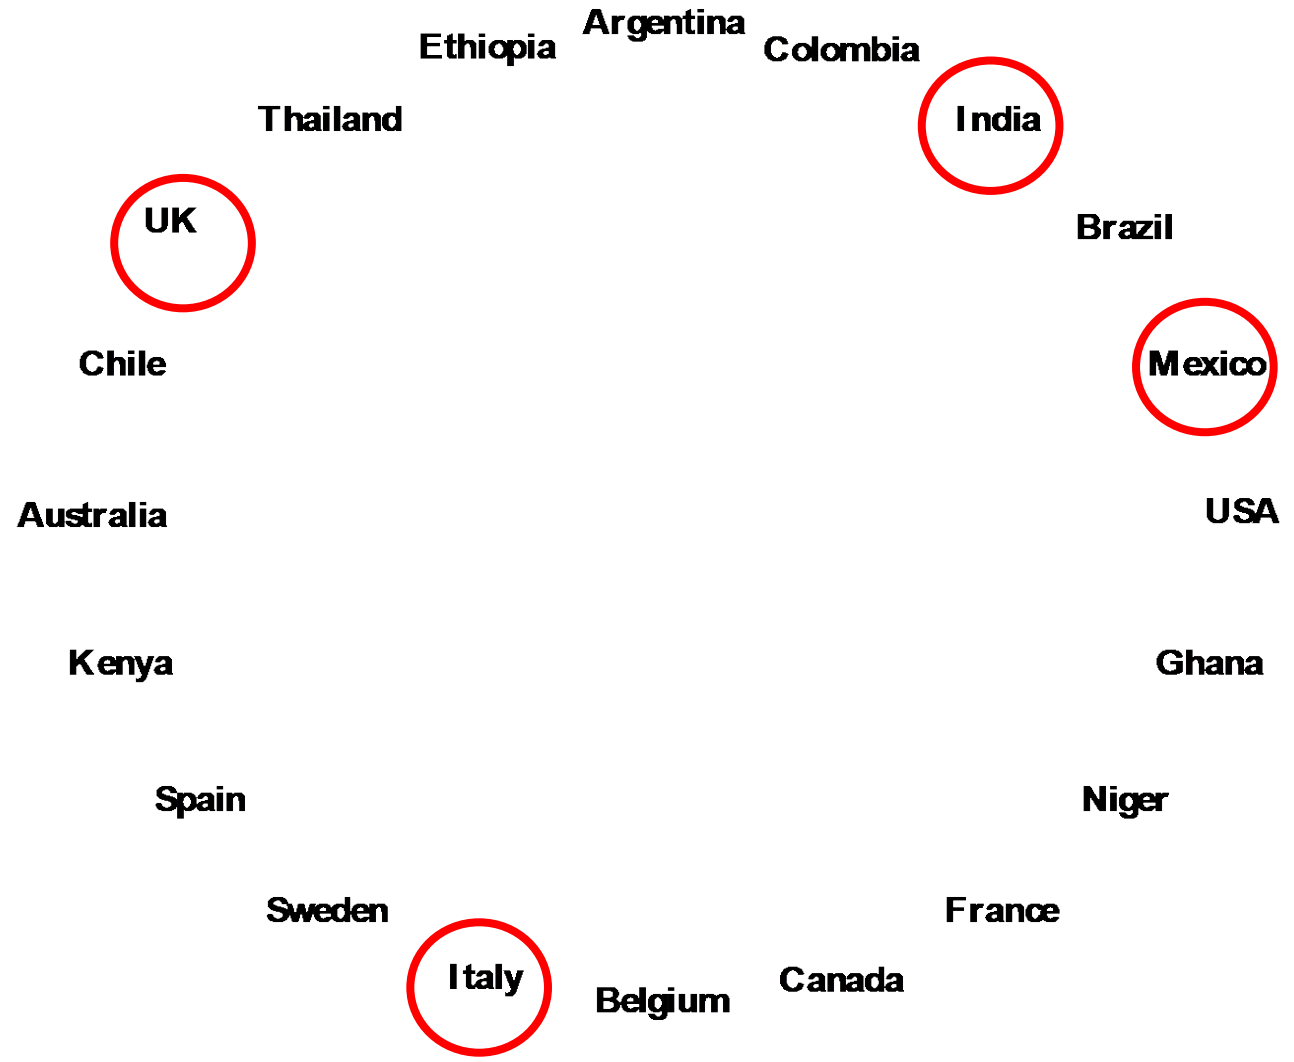 Argentina
Colombia
India
Brazil
Mexico
USA
Ghana
Niger
France
Canada
Belgium
Italy
Sweden
Spain
Kenya
Australia
Chile
UK
Thailand
Ethiopia